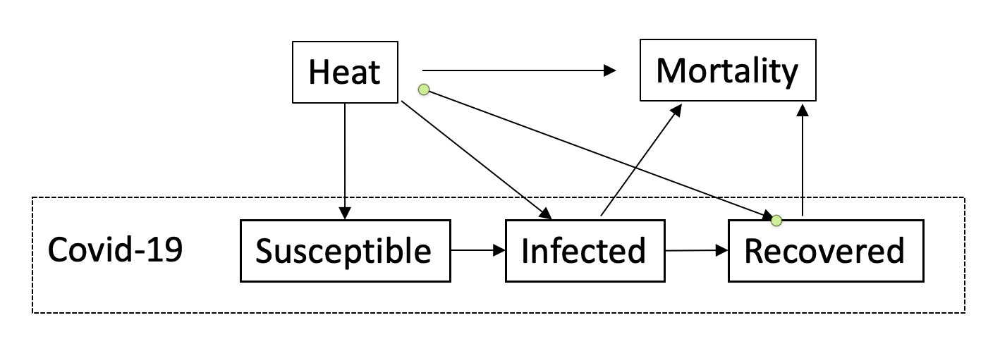 Heat
Mortality
Covid-19
Susceptible
Infected
Recovered